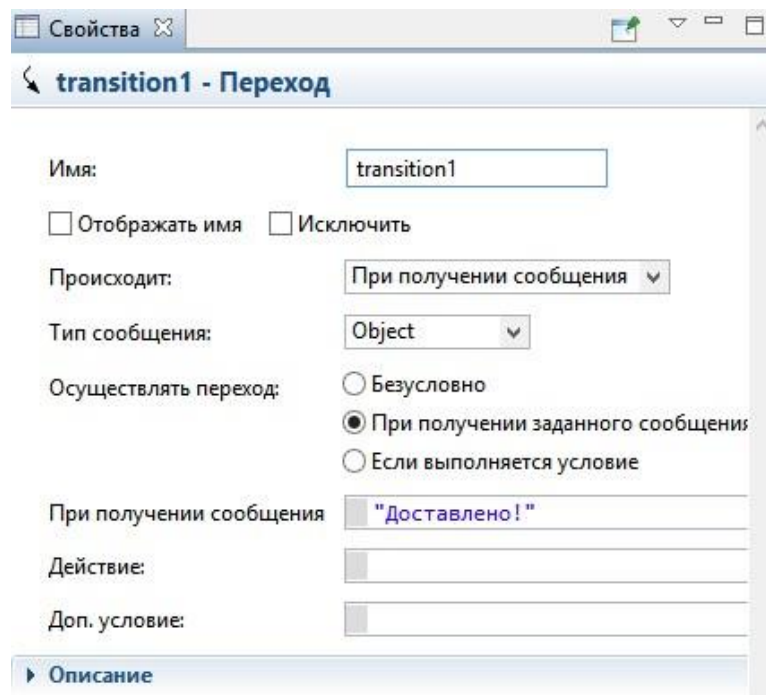 Свойства
transition1 - Переход
Имя: transition1
Отображать имя Исключить
Происходит: При получении сообщения
Тип сообщения: Object
Осуществлять переход: Безусловно
При получении заданного сообщения
Если выполняется условие
При получении сообщения "Доставлено!"
Действие:
Доп. условие:
Описание